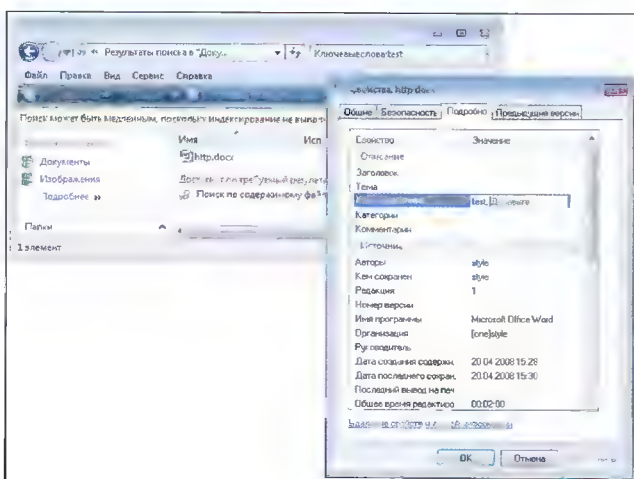 Результаты поиска в "Доку...
Ключевыеслова:test
Файл Правка Вид Сервис Справка
Поиск может быть медленным, поскольку индексирование не выполн
Имя
Документы
http.docx
Изображения
Подробнее »
Поиск по содержимому фа
Папки
1 элемент
http.docx
Общие Безопасность Подробно Предыдущие версии
Свойство Значение
Описание
Заголовок
Тема
test;
Категории
Комментарии
Источник
Авторы style
Кем сохранен style
Редакция 1
Номер версии
Имя программы Microsoft Office Word
Организация [one]style
Руководитель
Дата создания содержи. 20.04.2008 15:28
Дата последнего сохран. 20.04.2008 15:30
Последний вывод на печ
Общее время редактиро 00:02:00
OK Отмена